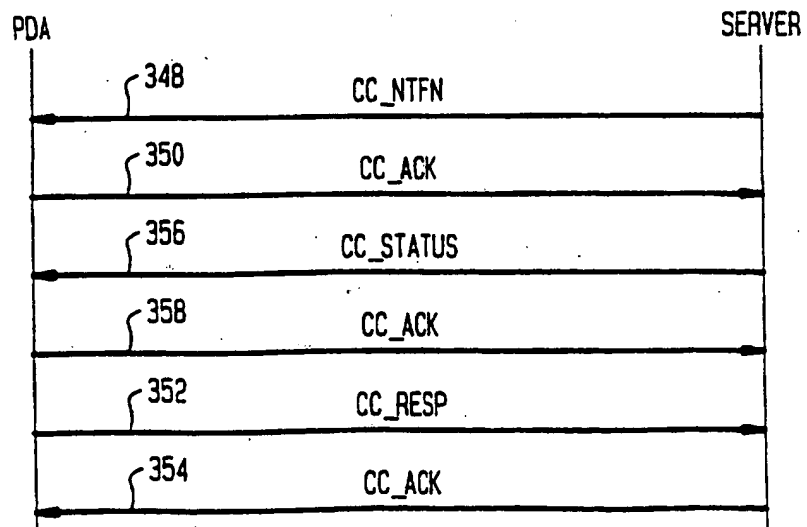 PDA
SERVER
348
CC_NTFN
350
CC_ACK
356
CC_STATUS
358
CC_ACK
352
CC_RESP
354
CC_ACK